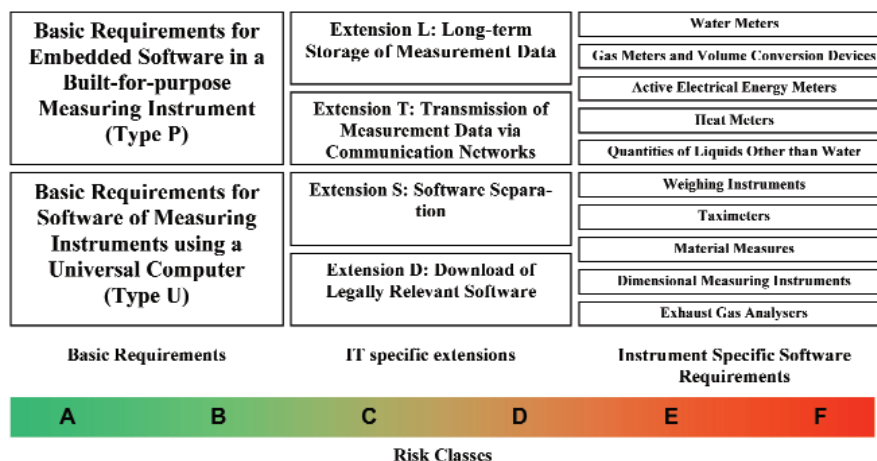 Basic Requirements for
Embedded Software in a
Built-for-purpose
Measuring Instrument
(Type P)
Basic Requirements for
Software of Measuring
Instruments using a
Universal Computer
(Type U)
Basic Requirements
Extension L: Long-term
Storage of Measurement Data
Extension T: Transmission of
Measurement Data via
Communication Networks
Extension S: Software Separa-
tion
Extension D: Download of
Legally Relevant Software
IT specific extensions
Water Meters
Gas Meters and Volume Conversion Devices
Active Electrical Energy Meters
Heat Meters
Quantities of Liquids Other than Water
Weighing Instruments
Taximeters
Material Measures
Dimensional Measuring Instruments
Exhaust Gas Analysers
Instrument Specific Software
Requirements
A B C D E F
Risk Classes